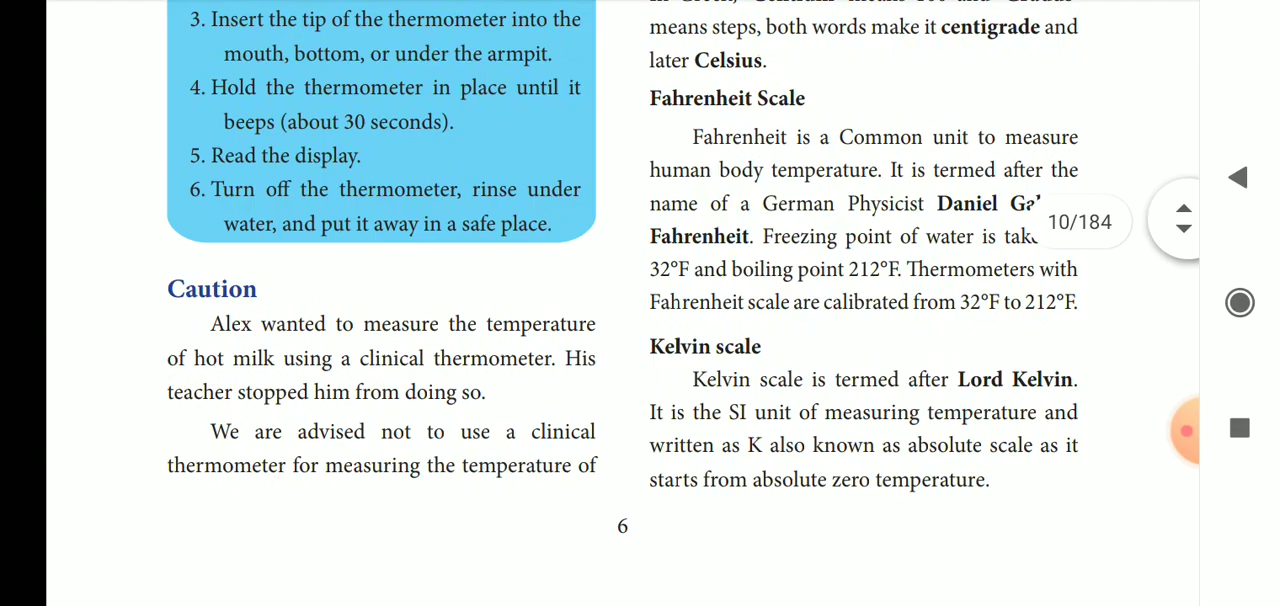 3. Insert the tip of the thermometer into the
mouth, bottom, or under the armpit.
4. Hold the thermometer in place until it
beeps (about 30 seconds).
5. Read the display.
6. Turn off the thermometer, rinse under
water, and put it away in a safe place.
Caution
Alex wanted to measure the temperature
of hot milk using a clinical thermometer. His
teacher stopped him from doing so.
We are advised not to use a clinical
thermometer for measuring the temperature of
means steps, both words make it centigrade and
later Celsius.
Fahrenheit Scale
Fahrenheit is a Common unit to measure
human body temperature. It is termed after the
name of a German Physicist Daniel
Fahrenheit. Freezing point of water is
32°F and boiling point 212°F. Thermometers with
Fahrenheit scale are calibrated from 32°F to 212°F.
Kelvin scale
Kelvin scale is termed after Lord Kelvin.
It is the SI unit of measuring temperature and
written as K also known as absolute scale as it
starts from absolute zero temperature.
6
10/184